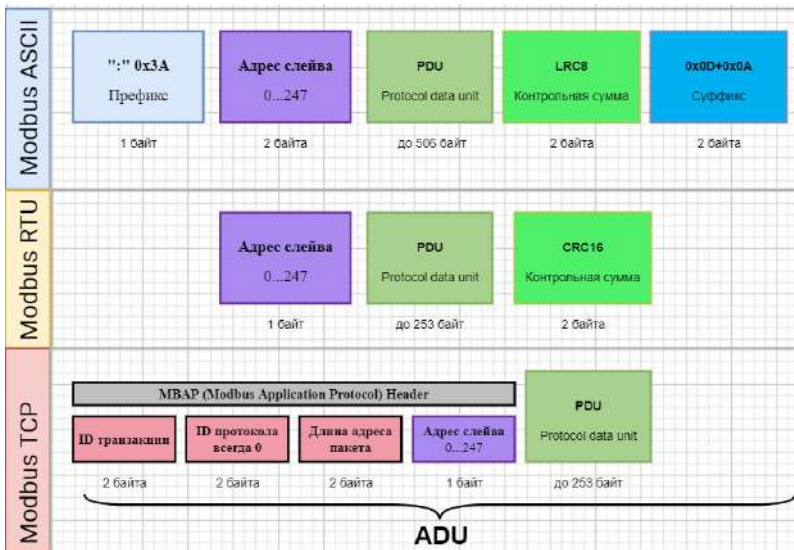 Modbus ASCII
":" 0x3A
Префикс
1 байт
Адрес слейва
0...247
2 байта
PDU
Protocol data unit
до 506 байт
LRC8
Контрольная сумма
2 байта
0x0D+0x0A
Суффикс
2 байта
Modbus RTU
Адрес слейва
0...247
1 байт
PDU
Protocol data unit
до 253 байт
CRC16
Контрольная сумма
2 байта
Modbus TCP
MBAP (Modbus Application Protocol) Header
ID транзакции
2 байта
ID протокола
всегда 0
2 байта
Длина адреса
пакета
2 байта
Адрес слейва
0...247
1 байт
PDU
Protocol data unit
до 253 байт
ADU